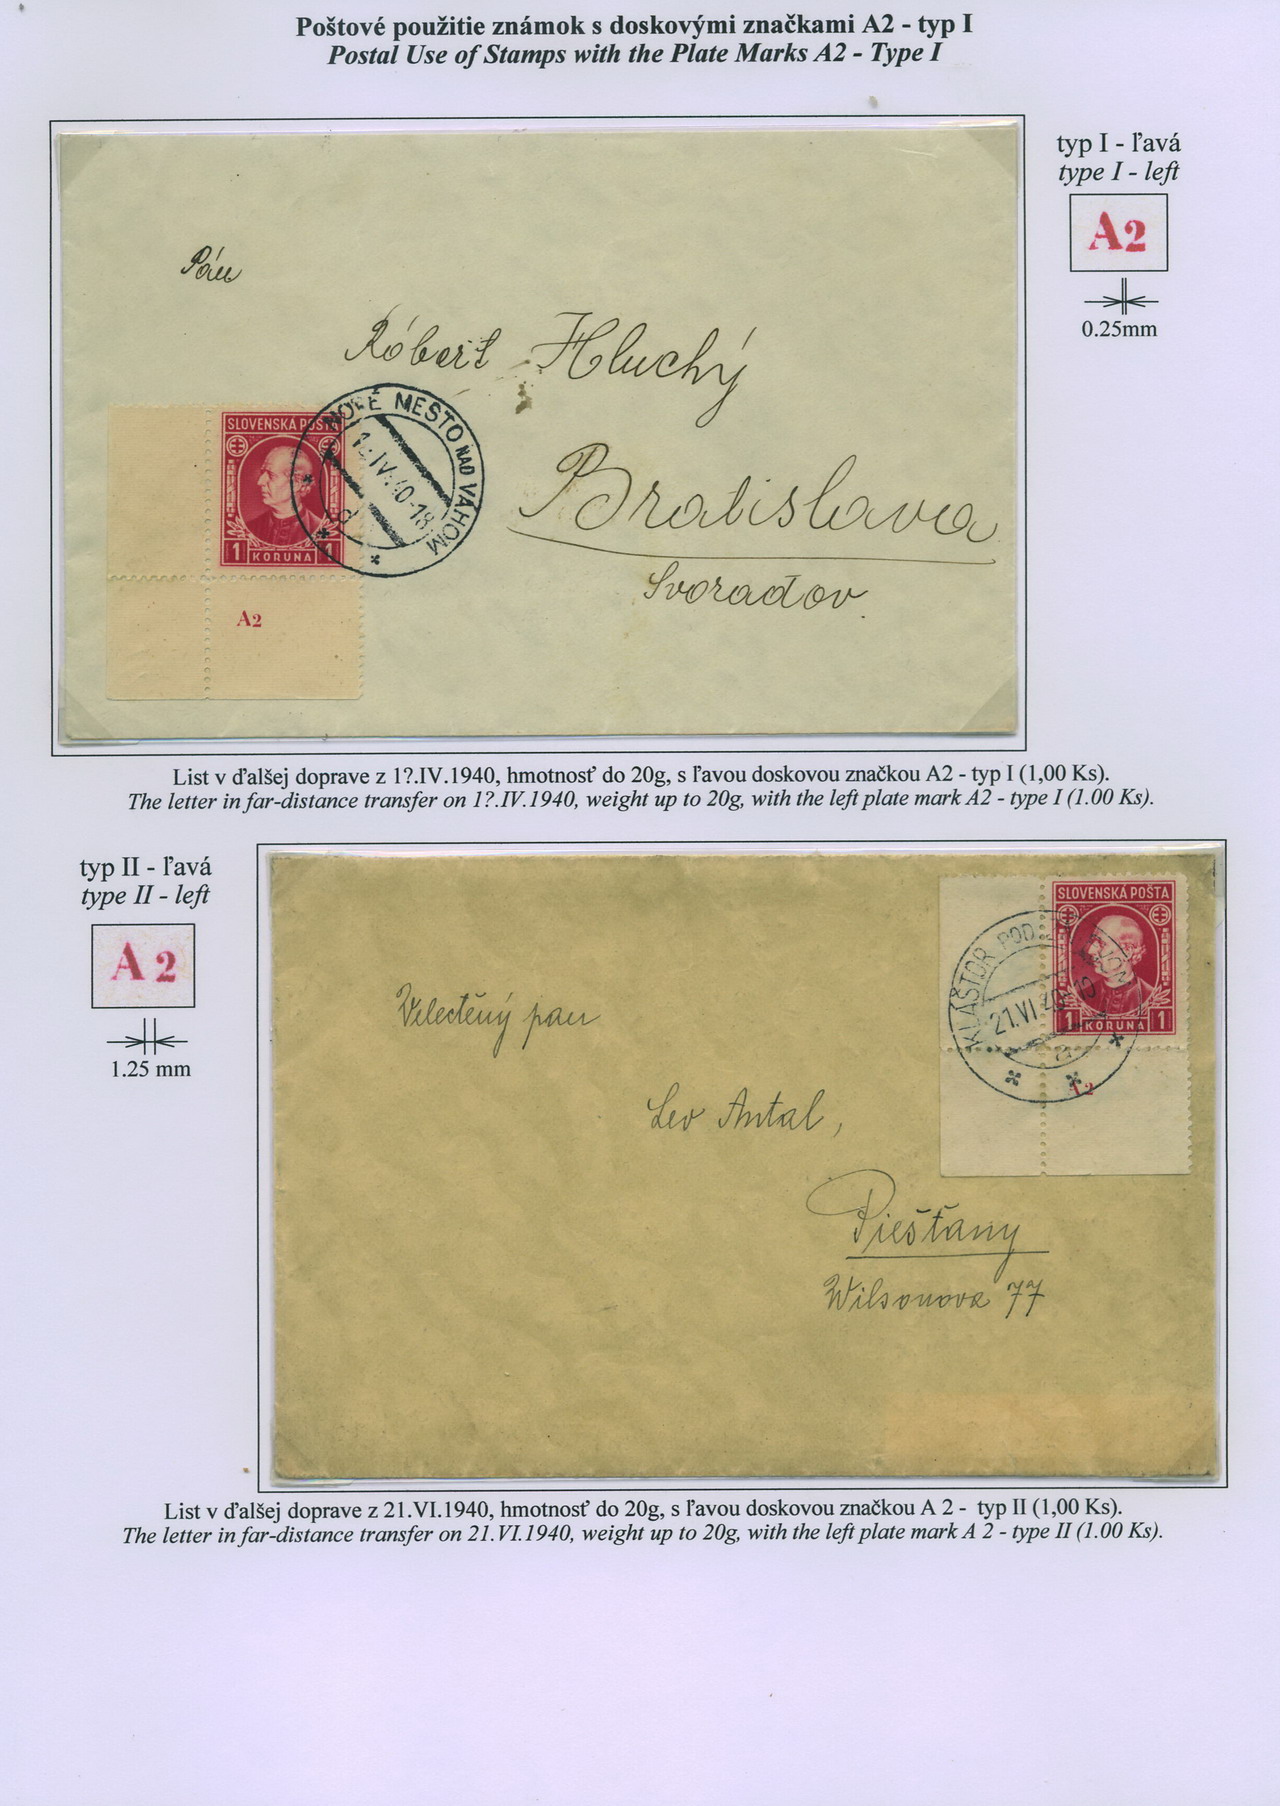 Poštové použitie známok s doskovými značkami A2 - typ I
Postal Use of Stamps with the Plate Marks A2 - Type I
typ I - ľavá
type I - left
A2
0.25mm
Pán
Róbert Hluchý
Bratislava
Svoradov.
SLOVENSKÁ POŠTA
1 KORUNA 1
NOVÉ MESTO NAD VÁHOM
IV.40-18
A2
List v ďalšej doprave z 1?.IV.1940, hmotnosť do 20g, s ľavou doskovou značkou A2 - typ I (1,00 Ks).
The letter in far-distance transfer on 1?.IV.1940, weight up to 20g, with the left plate mark A2 - type I (1.00 Ks).
typ II - ľavá
type II - left
A 2
1.25 mm
SLOVENSKÁ POŠTA
1 KORUNA 1
KLÁŠTOR POD
21.VI.40-
a
A2
Velectěný pan
Leo Antal,
Piešťany
Wilsonova 77
List v ďalšej doprave z 21.VI.1940, hmotnosť do 20g, s ľavou doskovou značkou A 2 - typ II (1,00 Ks).
The letter in far-distance transfer on 21.VI.1940, weight up to 20g, with the left plate mark A 2 - type II (1.00 Ks).